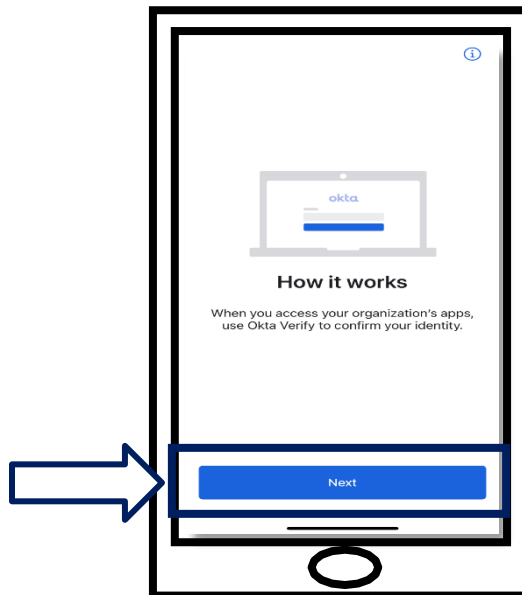 okta
How it works
When you access your organization's apps,
use Okta Verify to confirm your identity.
Next